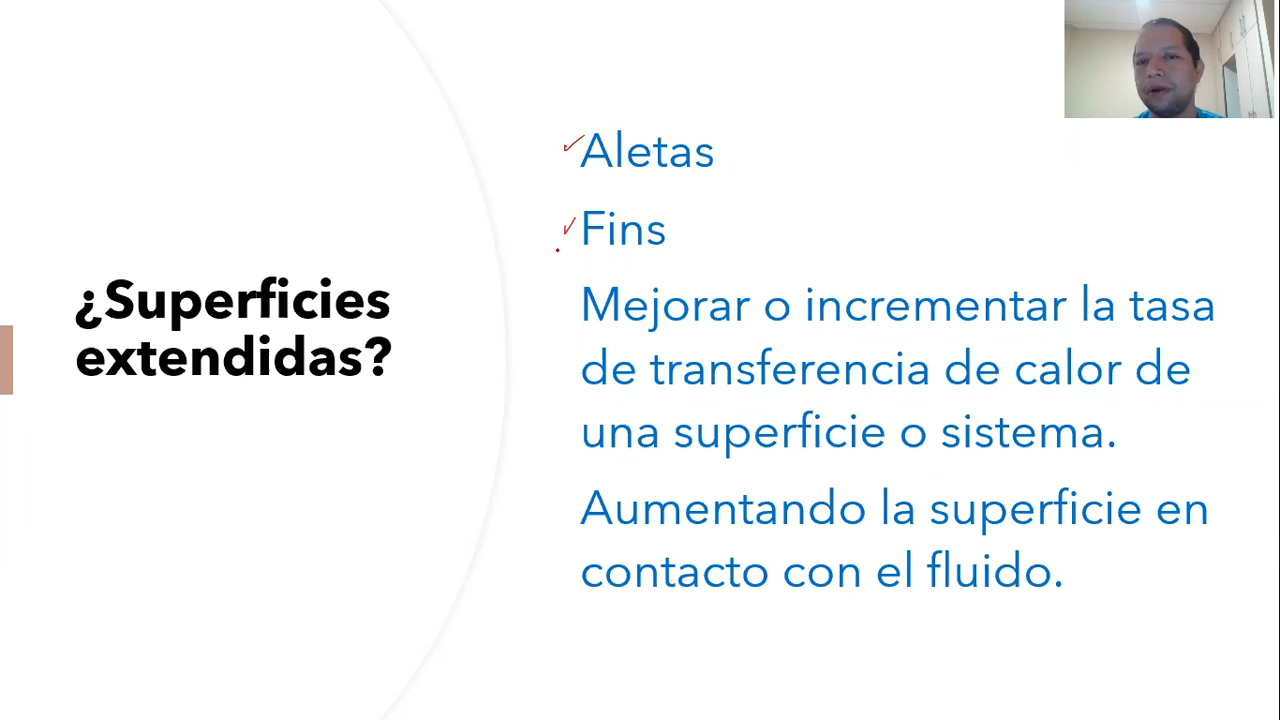 ¿Superficies
extendidas?
Aletas
Fins
Mejorar o incrementar la tasa
de transferencia de calor de
una superficie o sistema.
Aumentando la superficie en
contacto con el fluido.